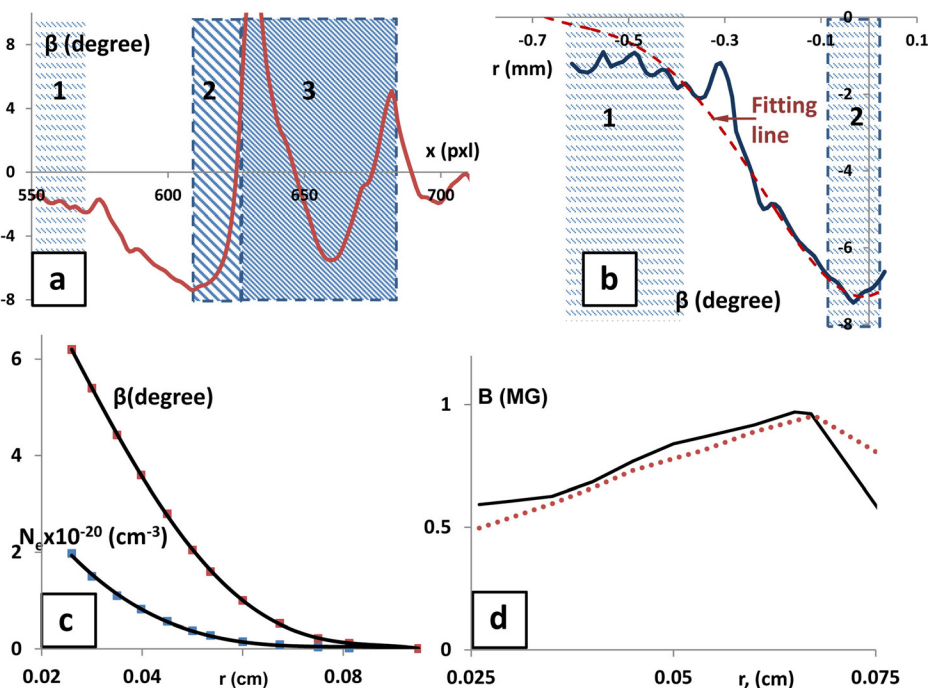 8
β (degree)
1
2
3
4
x (pxl)
0
550
600
650
700
-4
-8
a
0
-0.7
-0.5
-0.3
-0.1
0.1
r (mm)
-2
1
Fitting
line
2
-4
-6
b
β (degree)
-8
6
β(degree)
4
Nₑx10⁻²⁰ (cm⁻³)
2
c
0
0.02
0.04
r (cm)
0.08
B (MG)
1
0.5
d
0
0.025
0.05
r, (cm)
0.075